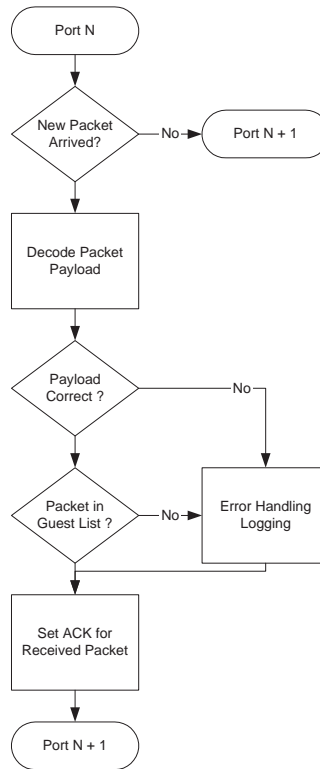 Port N
New Packet
Arrived?
No
Port N + 1
Decode Packet
Payload
Payload
Correct ?
No
Packet in
Guest List ?
No
Error Handling
Logging
Set ACK for
Received Packet
Port N + 1